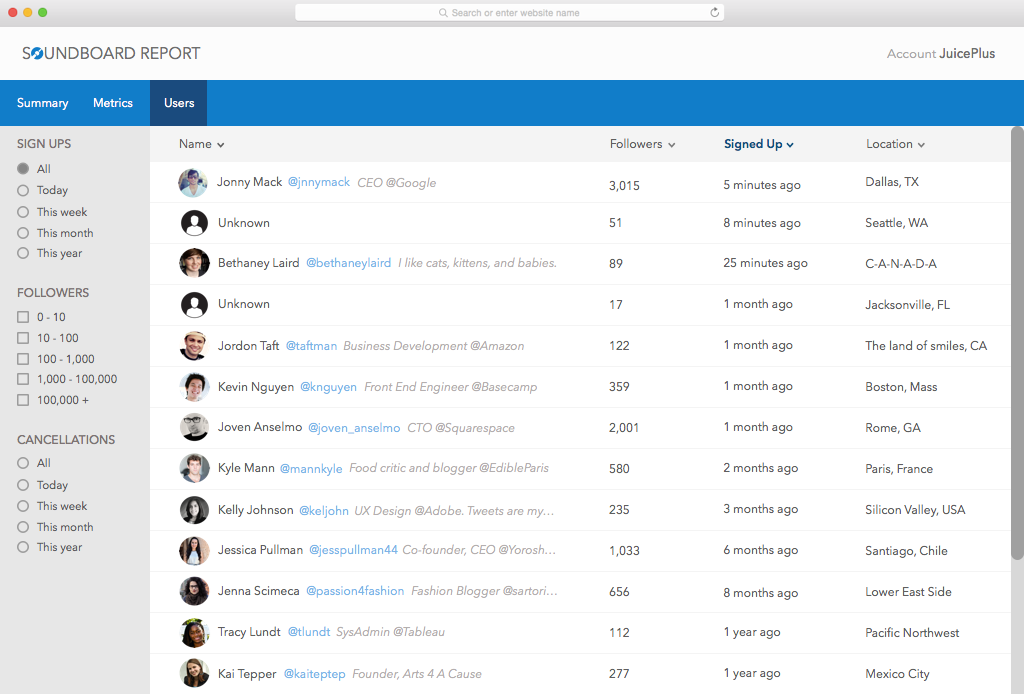 Search or enter website name
SOUNDBOARD REPORT
Account JuicePlus
Summary Metrics Users
SIGN UPS
All
Today
This week
This month
This year
FOLLOWERS
0 - 10
10 - 100
100 - 1,000
1,000 - 100,000
100,000 +
CANCELLATIONS
All
Today
This week
This month
This year
Name Followers Signed Up Location
Jonny Mack @jnnymack CEO @Google 3,015 5 minutes ago Dallas, TX
Unknown 51 8 minutes ago Seattle, WA
Bethaney Laird @bethaneylaird I like cats, kittens, and babies. 89 25 minutes ago C-A-N-A-D-A
Unknown 17 1 month ago Jacksonville, FL
Jordon Taft @taftman Business Development @Amazon 122 1 month ago The land of smiles, CA
Kevin Nguyen @knguyen Front End Engineer @Basecamp 359 1 month ago Boston, Mass
Joven Anselmo @joven_anselmo CTO @Squarespace 2,001 1 month ago Rome, GA
Kyle Mann @mannkyle Food critic and blogger @EdibleParis 580 2 months ago Paris, France
Kelly Johnson @keljohn UX Design @Adobe. Tweets are my... 235 3 months ago Silicon Valley, USA
Jessica Pullman @jesspullman44 Co-founder, CEO @Yorosh... 1,033 6 months ago Santiago, Chile
Jenna Scimeca @passion4fashion Fashion Blogger @sartori... 656 8 months ago Lower East Side
Tracy Lundt @tlundt SysAdmin @Tableau 112 1 year ago Pacific Northwest
Kai Tepper @kaiteptep Founder, Arts 4 A Cause 277 1 year ago Mexico City